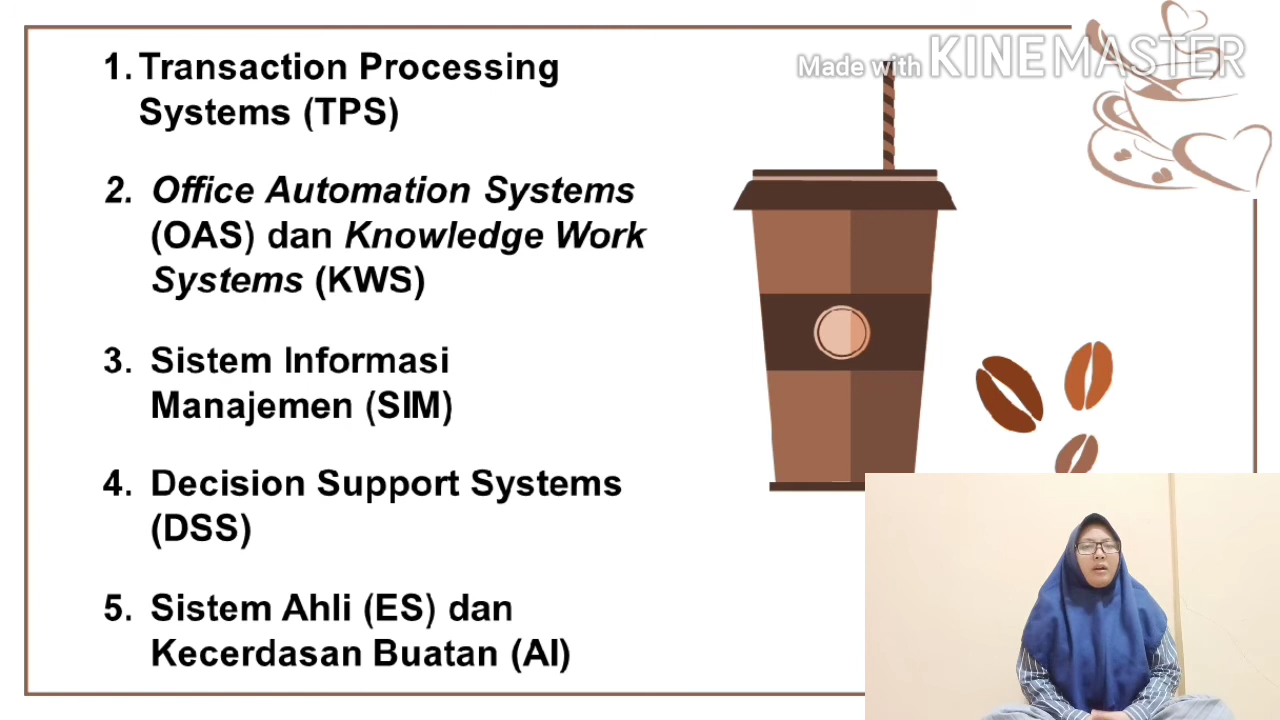 Made with KINEMASTER
1. Transaction Processing
Systems (TPS)
2. Office Automation Systems
(OAS) dan Knowledge Work
Systems (KWS)
3. Sistem Informasi
Manajemen (SIM)
4. Decision Support Systems
(DSS)
5. Sistem Ahli (ES) dan
Kecerdasan Buatan (AI)